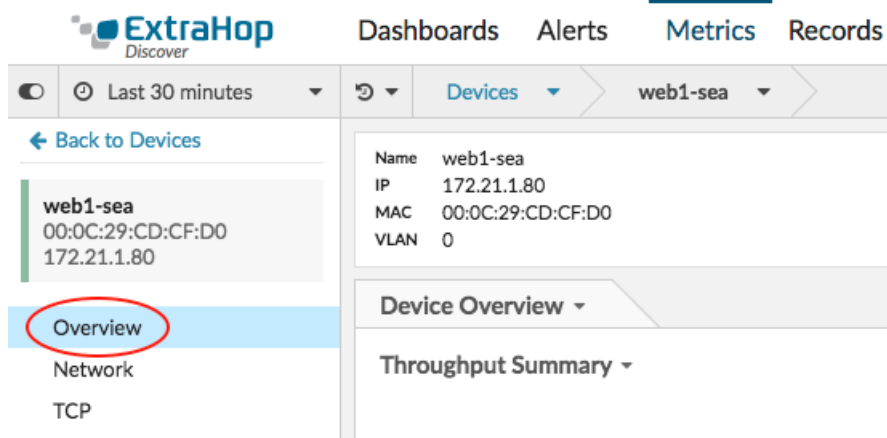 ExtraHop
Discover
Dashboards Alerts Metrics Records
Last 30 minutes Devices web1-sea
Back to Devices
web1-sea
00:0C:29:CD:CF:D0
172.21.1.80
Overview
Network
TCP
Name web1-sea
IP 172.21.1.80
MAC 00:0C:29:CD:CF:D0
VLAN 0
Device Overview
Throughput Summary